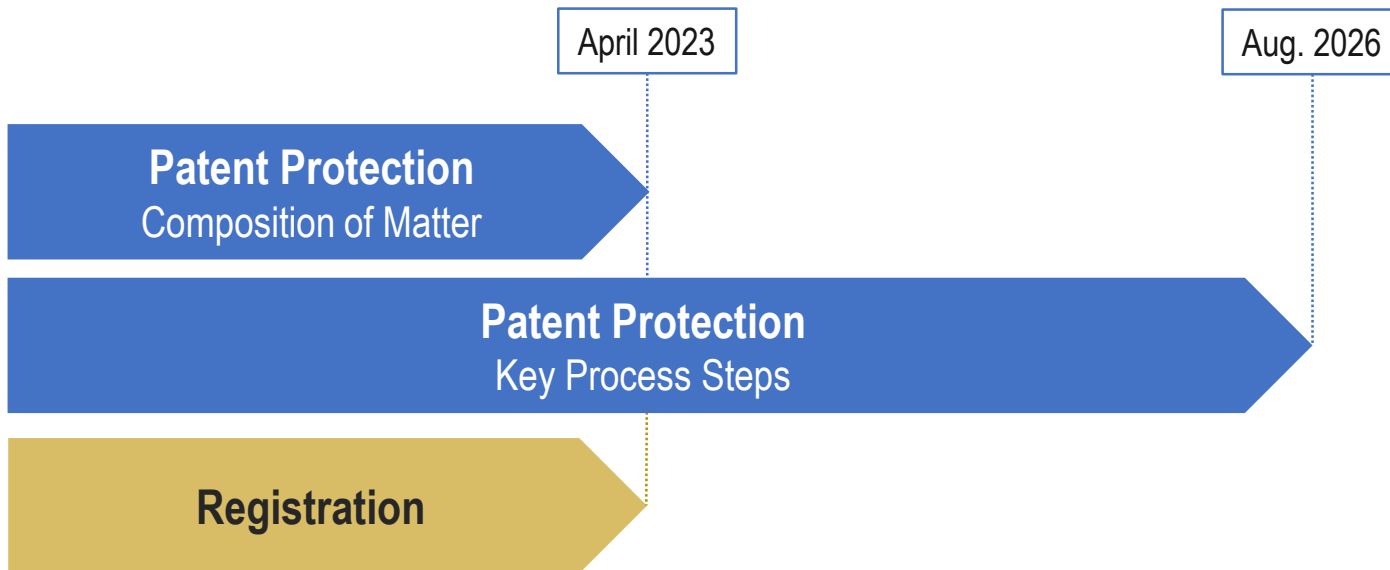 April 2023
Aug. 2026
Patent Protection
Composition of Matter
Patent Protection
Key Process Steps
Registration